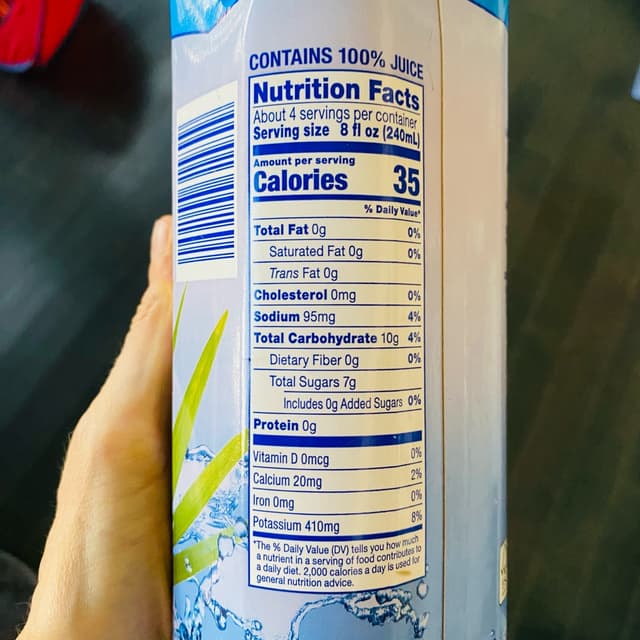 CONTAINS 100% JUICE
Nutrition Facts
About 4 servings per container
Serving size 8 fl oz (240mL)
Amount per serving
Calories 35
% Daily Value*
Total Fat 0g 0%
Saturated Fat 0g 0%
Trans Fat 0g
Cholesterol 0mg 0%
Sodium 95mg 4%
Total Carbohydrate 10g 4%
Dietary Fiber 0g 0%
Total Sugars 7g
Includes 0g Added Sugars 0%
Protein 0g
Vitamin D 0mcg 0%
Calcium 20mg 2%
Iron 0mg 0%
Potassium 410mg 8%
*The % Daily Value (DV) tells you how much
a nutrient in a serving of food contributes to
a daily diet. 2,000 calories a day is used for
general nutrition advice.